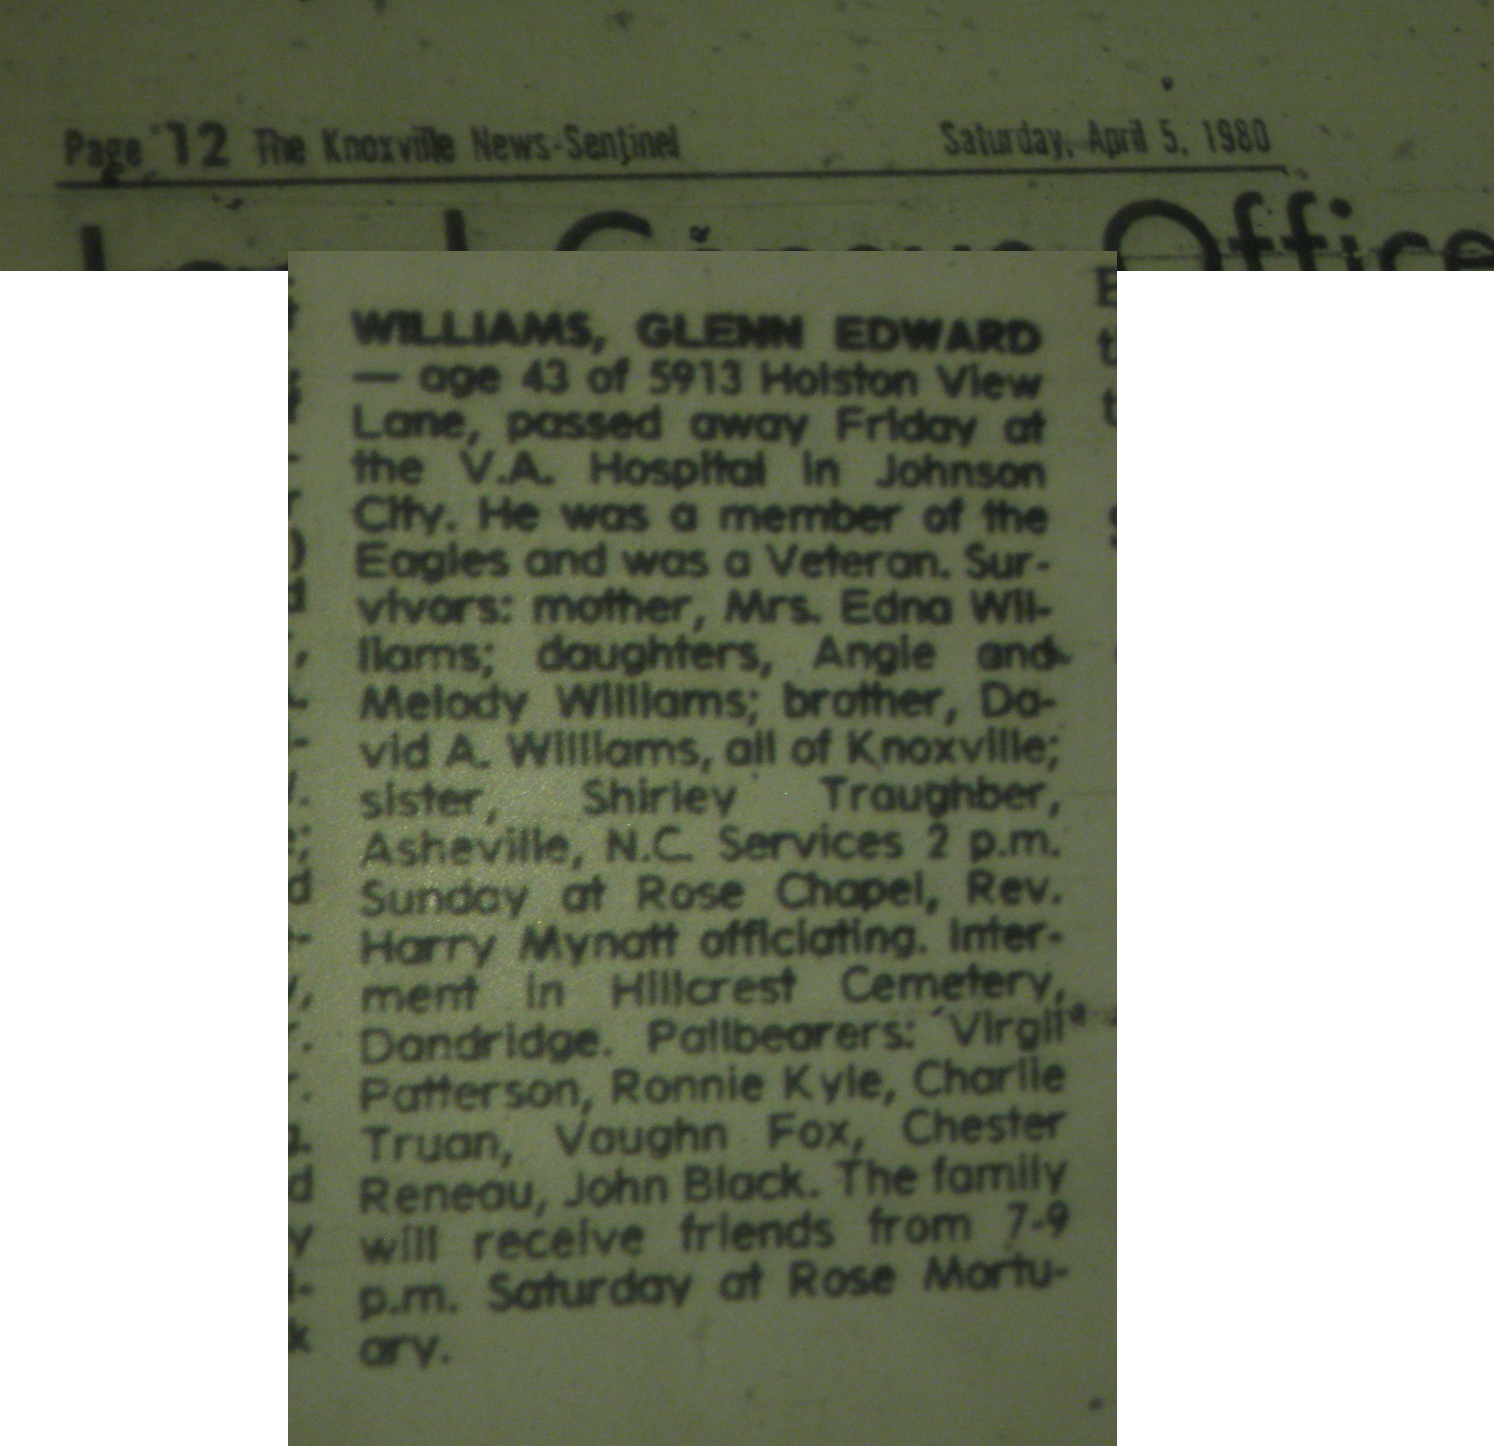 Page 12 The Knoxville News-Sentinel Saturday, April 5, 1980
Office
WILLIAMS, GLENN EDWARD
— age 43 of 5913 Holston View
Lane, passed away Friday at
the V.A. Hospital in Johnson
City. He was a member of the
Eagles and was a Veteran. Sur-
vivors: mother, Mrs. Edna Wil-
liams; daughters, Angie and
Melody Williams; brother, Da-
vid A. Williams, all of Knoxville;
sister, Shirley Traughber,
Asheville, N.C. Services 2 p.m.
Sunday at Rose Chapel, Rev.
Harry Mynatt officiating. Inter-
ment in Hillcrest Cemetery,
Dandridge. Pallbearers: Virgil
Patterson, Ronnie Kyle, Charlie
Truan, Vaughn Fox, Chester
Reneau, John Black. The family
will receive friends from 7-9
p.m. Saturday at Rose Mortu-
ary.